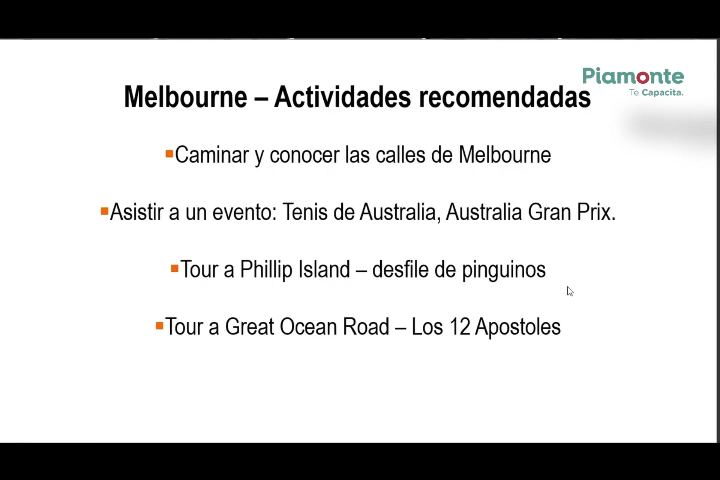 Piamonte
Te Capacita.
Melbourne – Actividades recomendadas
▪Caminar y conocer las calles de Melbourne
▪Asistir a un evento: Tenis de Australia, Australia Gran Prix.
▪Tour a Phillip Island – desfile de pinguinos
▪Tour a Great Ocean Road – Los 12 Apostoles